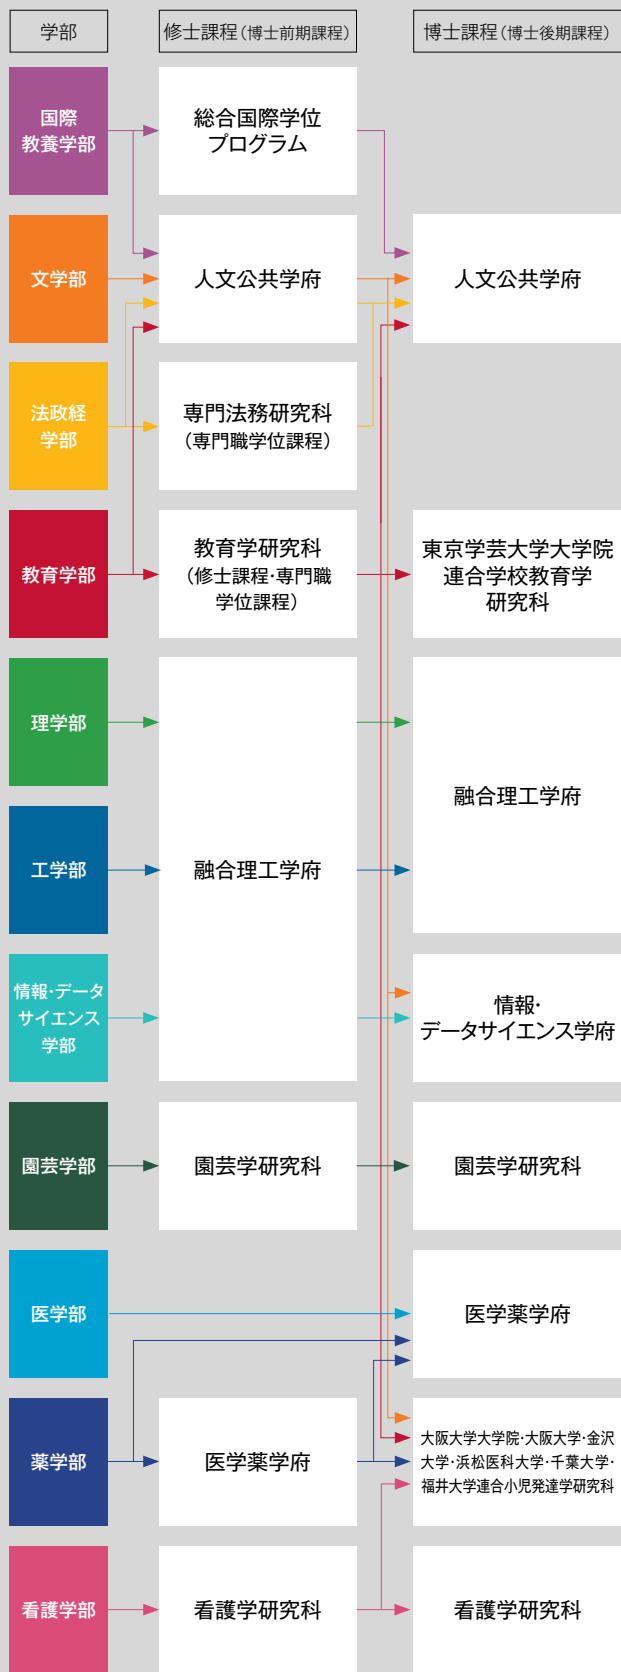 学部
修士課程(博士前期課程)
博士課程(博士後期課程)
国際
教養学部
総合国際学位
プログラム
文学部
人文公共学府
人文公共学府
法政経
学部
専門法務研究科
(専門職学位課程)
教育学部
教育学研究科
(修士課程・専門職
学位課程)
東京学芸大学大学院
連合学校教育学
研究科
理学部
工学部
融合理工学府
融合理工学府
情報・データ
サイエンス
学部
情報・
データサイエンス学府
園芸学部
園芸学研究科
園芸学研究科
医学部
医学薬学府
薬学部
医学薬学府
大阪大学大学院・大阪大学・金沢
大学・浜松医科大学・千葉大学・
福井大学連合小児発達学研究科
看護学部
看護学研究科
看護学研究科